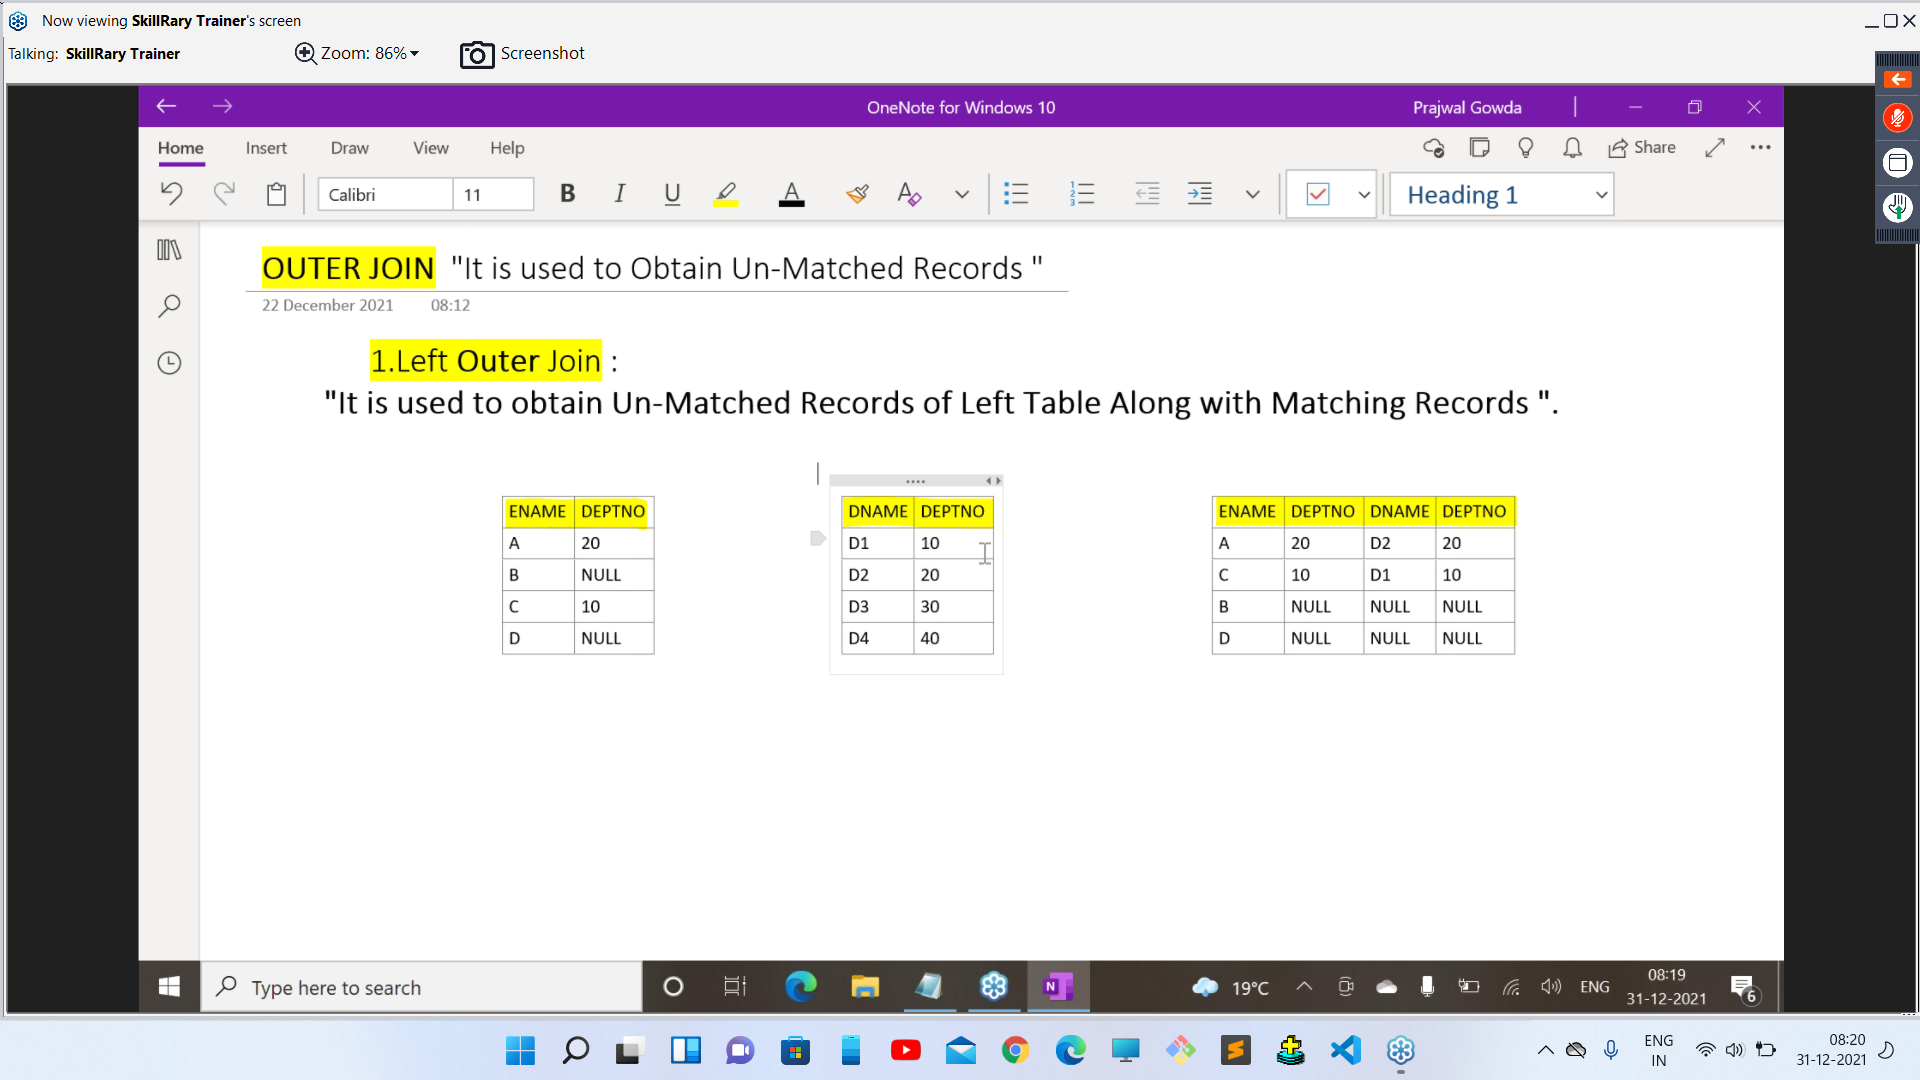 Now viewing SkillRary Trainer's screen
Talking: SkillRary Trainer
Zoom: 86%
Screenshot
OneNote for Windows 10
Prajwal Gowda
Home Insert Draw View Help
Share
Calibri 11
B I U A
Heading 1
OUTER JOIN "It is used to Obtain Un-Matched Records "
22 December 2021 08:12
1.Left Outer Join :
"It is used to obtain Un-Matched Records of Left Table Along with Matching Records ".
ENAME DEPTNO
A 20
B NULL
C 10
D NULL
DNAME DEPTNO
D1 10
D2 20
D3 30
D4 40
ENAME DEPTNO DNAME DEPTNO
A 20 D2 20
C 10 D1 10
B NULL NULL NULL
D NULL NULL NULL
Type here to search
N
19°C
ENG
08:19
31-12-2021
6
ENG
IN
08:20
31-12-2021